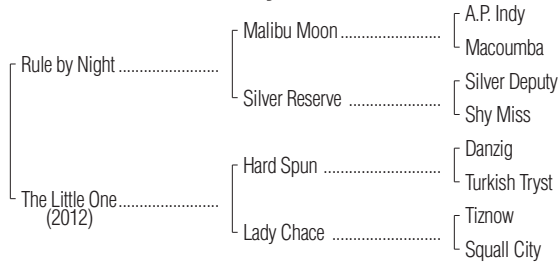 A.P. Indy
Malibu Moon
Macoumba
Rule by Night
Silver Deputy
Silver Reserve
Shy Miss
Danzig
Hard Spun
Turkish Tryst
The Little One
(2012)
Tiznow
Lady Chace
Squall City